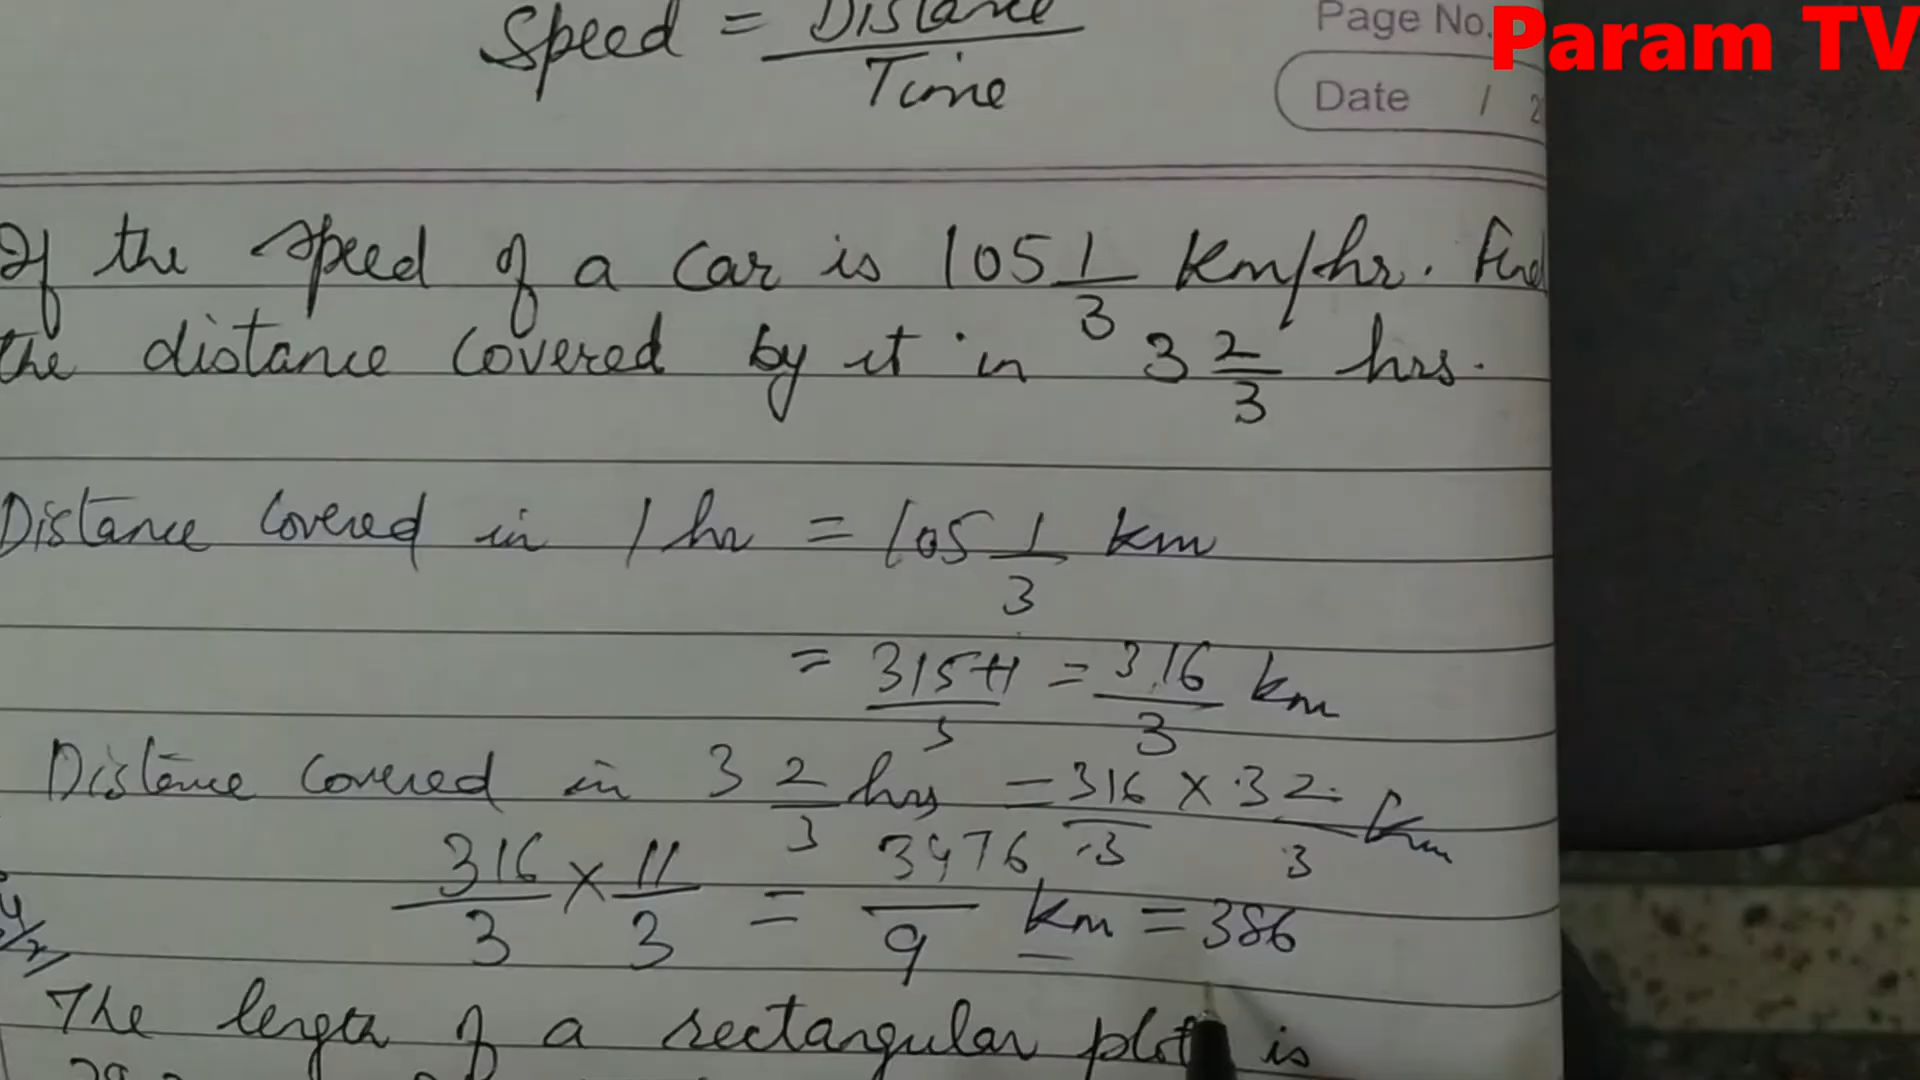 Speed = Distance / Time
Page No.
Param TV
Date / 2
If the speed of a car is 105 1/3 km/hr. Find
the distance covered by it in 3 2/3 hrs.
Distance covered in 1 hr = 105 1/3 km
= 315+1/3 = 316/3 km
Distance covered in 3 2/3 hrs = 316/3 × 3 2/3 km
316/3 × 11/3 = 3476/9 km = 386
The length of a rectangular plot is